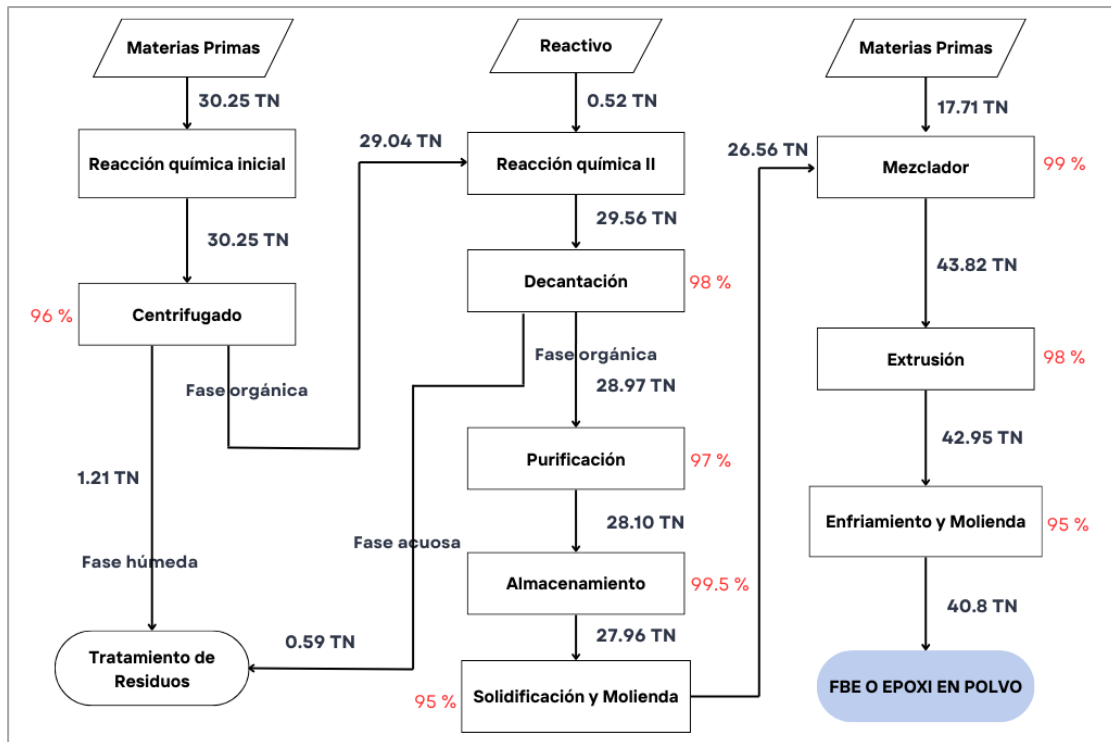 Materias Primas
30.25 TN
Reacción química inicial
30.25 TN
96 %
Centrifugado
Fase orgánica
1.21 TN
Fase húmeda
Tratamiento de
Residuos
29.04 TN
Reactivo
0.52 TN
Reacción química II
29.56 TN
Decantación
98 %
Fase orgánica
28.97 TN
Purificación
97 %
28.10 TN
Fase acuosa
Almacenamiento
99.5 %
27.96 TN
0.59 TN
95 %
Solidificación y Molienda
26.56 TN
Materias Primas
17.71 TN
Mezclador
99 %
43.82 TN
Extrusión
98 %
42.95 TN
Enfriamiento y Molienda
95 %
40.8 TN
FBE O EPOXI EN POLVO